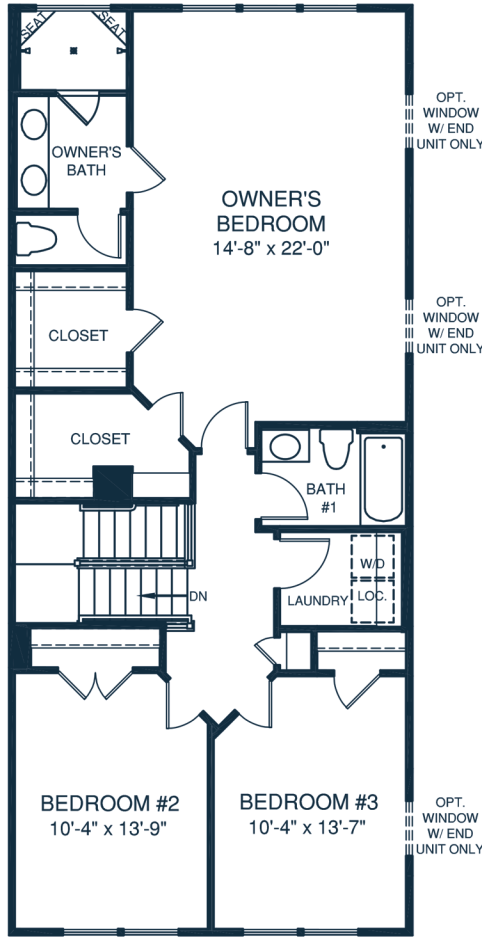 SEAT
SEAT
OPT.
WINDOW
W/ END
UNIT ONLY
OWNER'S
BATH
OWNER'S
BEDROOM
14'-8" x 22'-0"
OPT.
WINDOW
W/ END
UNIT ONLY
CLOSET
CLOSET
BATH
#1
W/D
LOC.
LAUNDRY
DN
BEDROOM #2
10'-4" x 13'-9"
BEDROOM #3
10'-4" x 13'-7"
OPT.
WINDOW
W/ END
UNIT ONLY